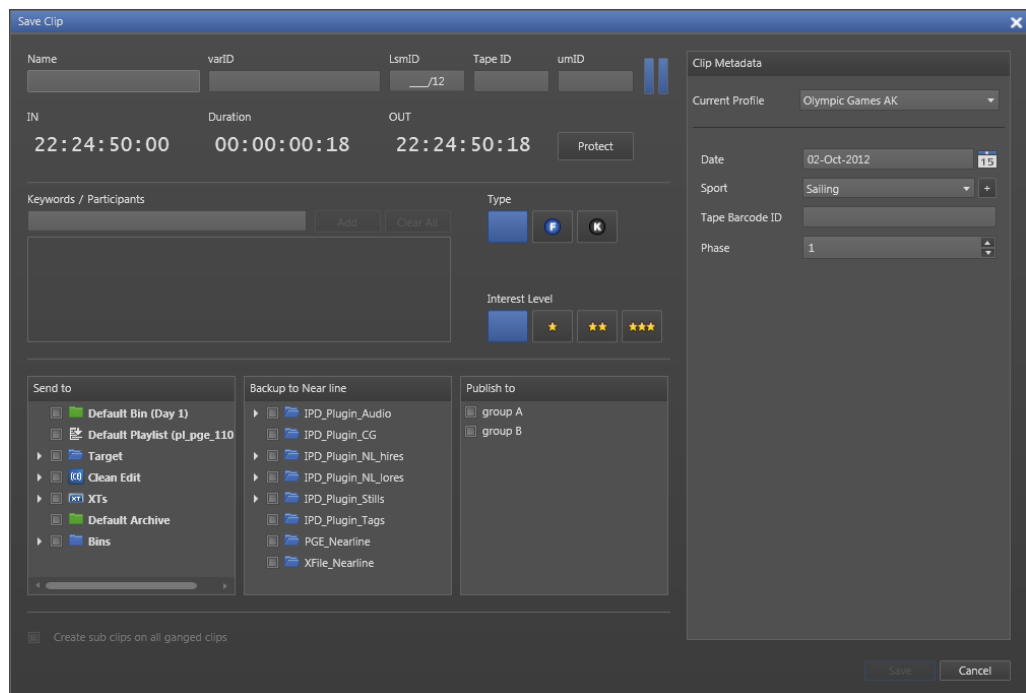 Save Clip
Name varID LsmID Tape ID umID
___/12
IN Duration OUT
22:24:50:00 00:00:00:18 22:24:50:18 Protect
Keywords / Participants Type
Add Clear All F K
Interest Level
Send to
Default Bin (Day 1)
Default Playlist (pl_pge_110
Target
Clean Edit
XT XTs
Default Archive
Bins
Backup to Near line
IPD_Plugin_Audio
IPD_Plugin_CG
IPD_Plugin_NL_hires
IPD_Plugin_NL_lores
IPD_Plugin_Stills
IPD_Plugin_Tags
PGE_Nearline
XFile_Nearline
Publish to
group A
group B
Create sub clips on all ganged clips
Clip Metadata
Current Profile Olympic Games AK
Date 02-Oct-2012 15
Sport Sailing +
Tape Barcode ID
Phase 1
Save Cancel